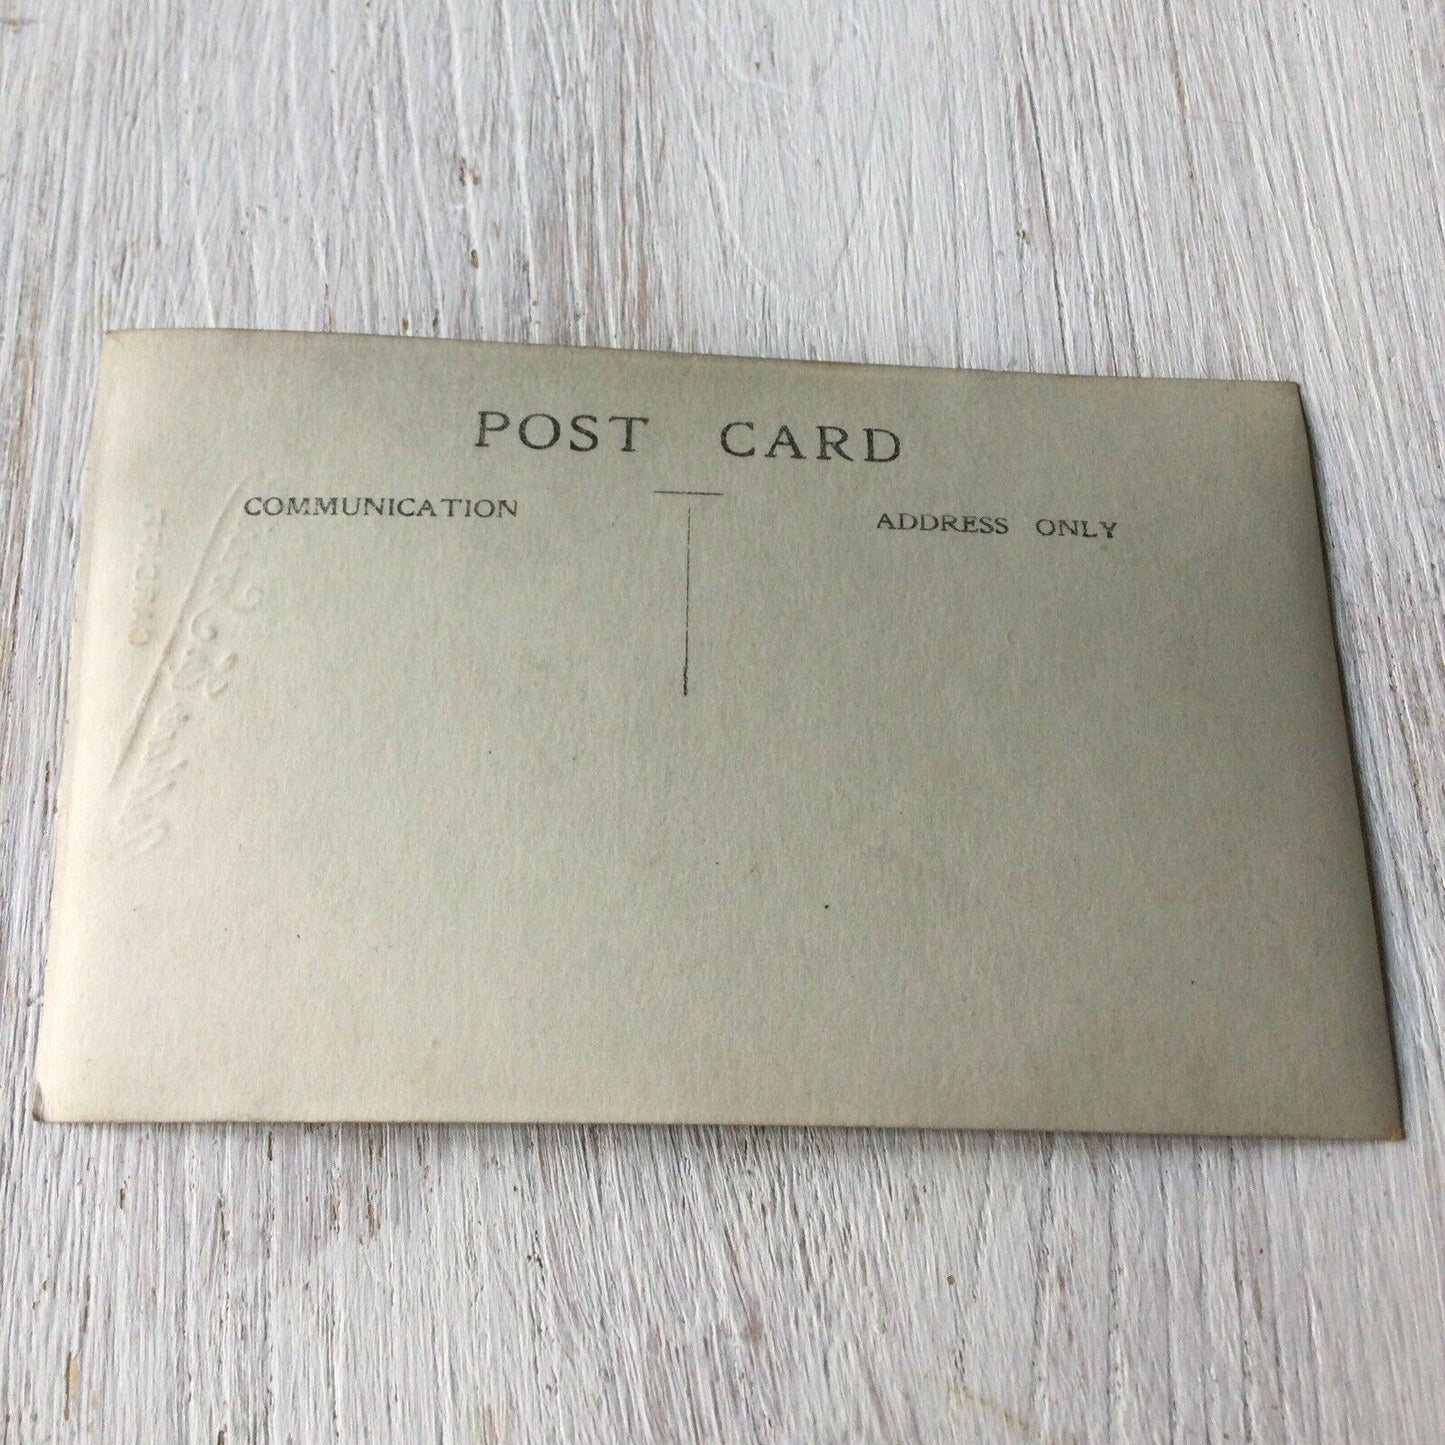 POST CARD
COMMUNICATION
ADDRESS ONLY